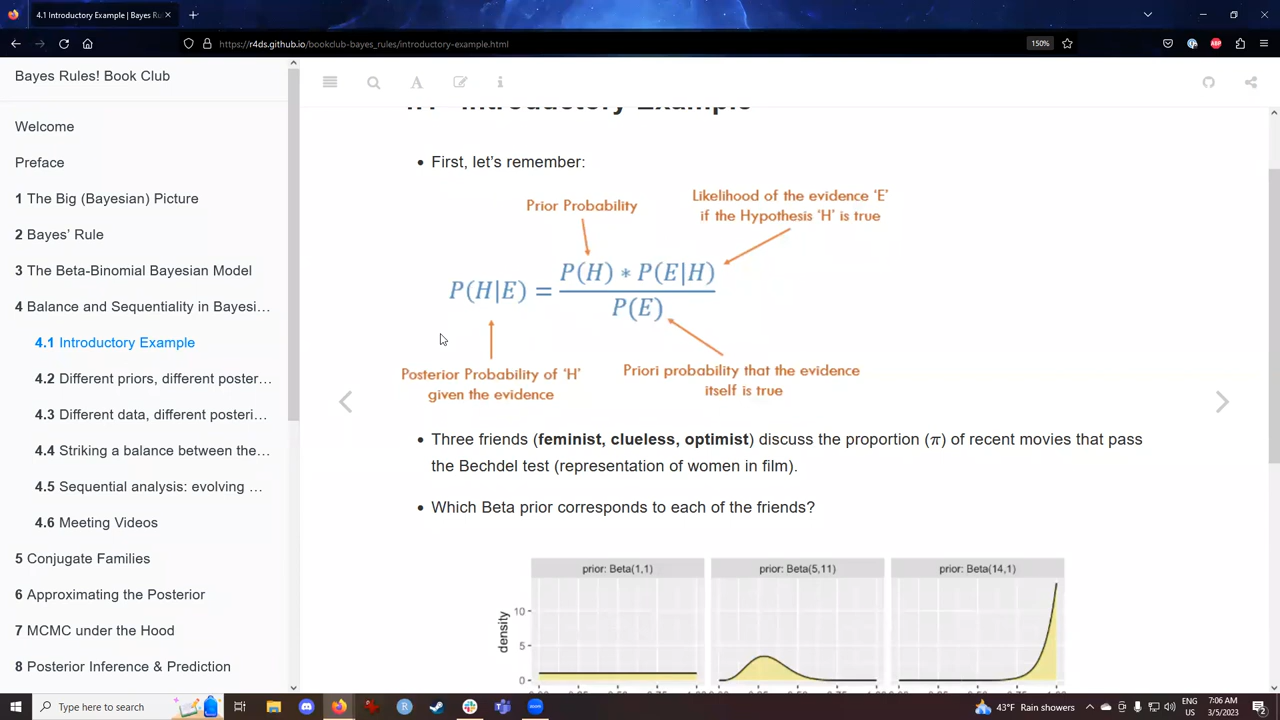 4.1 Introductory Example | Bayes Ru
https://r4ds.github.io/bookclub-bayes_rules/introductory-example.html
150%
ABP
Bayes Rules! Book Club
Welcome
Preface
1 The Big (Bayesian) Picture
2 Bayes' Rule
3 The Beta-Binomial Bayesian Model
4 Balance and Sequentiality in Bayesi…
4.1 Introductory Example
4.2 Different priors, different poster…
4.3 Different data, different posteri…
4.4 Striking a balance between the…
4.5 Sequential analysis: evolving …
4.6 Meeting Videos
5 Conjugate Families
6 Approximating the Posterior
7 MCMC under the Hood
8 Posterior Inference & Prediction
4.1 Introductory Example
• First, let's remember:
Prior Probability
Likelihood of the evidence 'E'
if the Hypothesis 'H' is true
P(H|E) = P(H) * P(E|H)
P(E)
Posterior Probability of 'H'
given the evidence
Priori probability that the evidence
itself is true
• Three friends (feminist, clueless, optimist) discuss the proportion (π) of recent movies that pass
the Bechdel test (representation of women in film).
• Which Beta prior corresponds to each of the friends?
prior: Beta(1,1)
prior: Beta(5,11)
prior: Beta(14,1)
density
10
5
0
Type here to search
43°F Rain showers
ENG
US
7:06 AM
3/5/2023